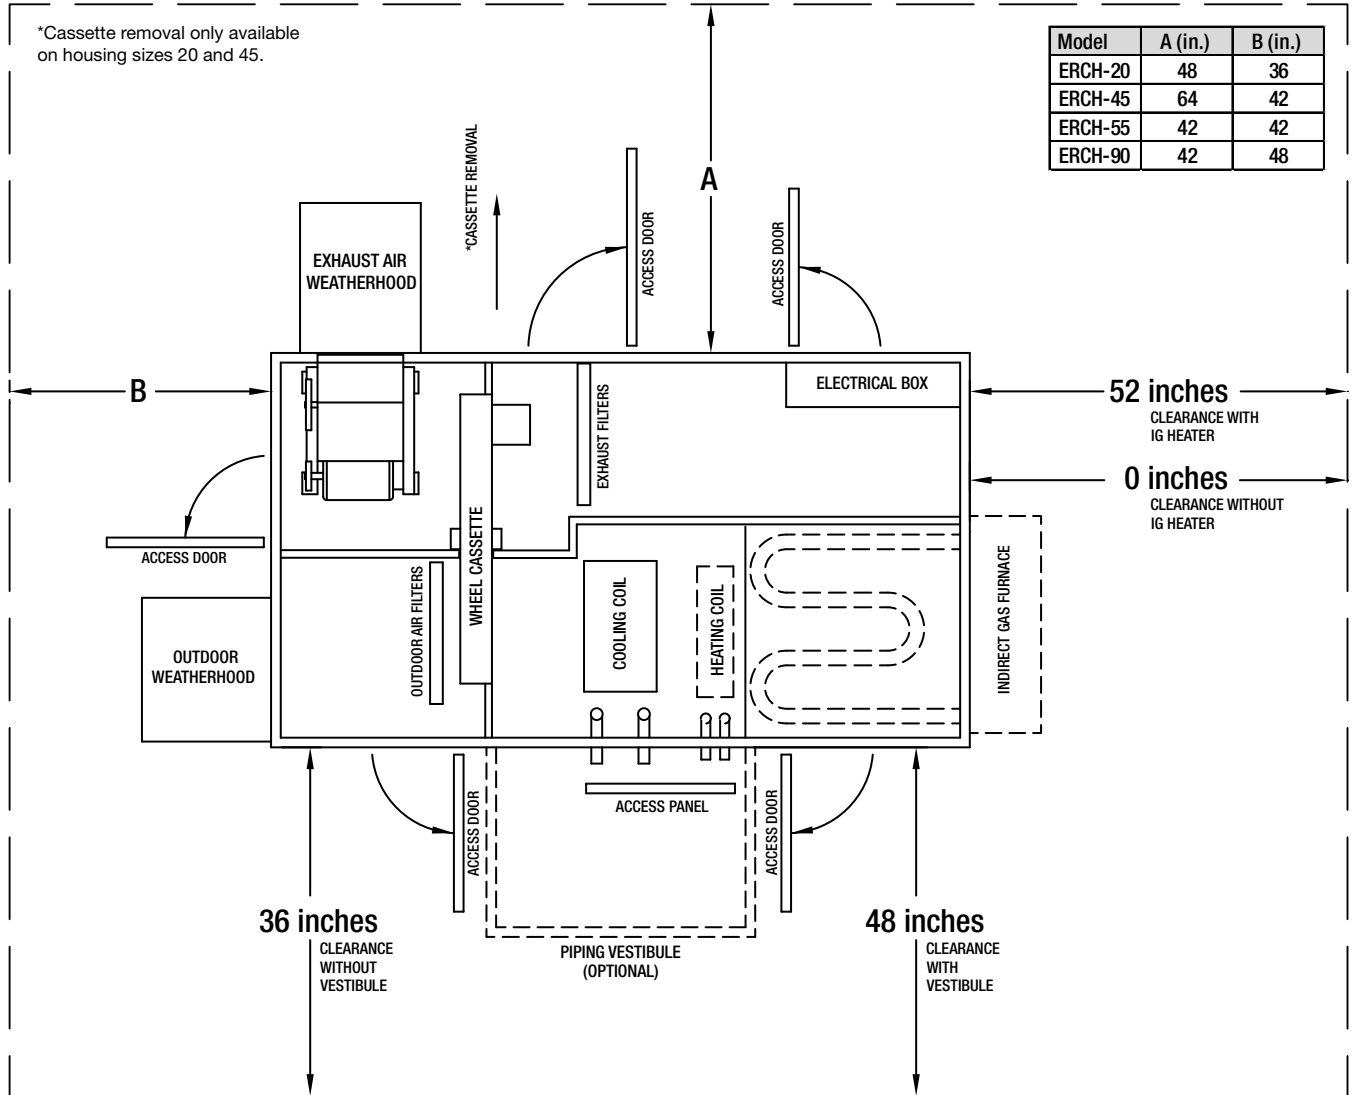 *Cassette removal only available
on housing sizes 20 and 45.
Model A (in.) B (in.)
ERCH-20 48 36
ERCH-45 64 42
ERCH-55 42 42
ERCH-90 42 48
*CASSETTE REMOVAL
A
ACCESS DOOR
ACCESS DOOR
EXHAUST AIR
WEATHERHOOD
B
ELECTRICAL BOX
52 inches
CLEARANCE WITH
IG HEATER
EXHAUST FILTERS
0 inches
CLEARANCE WITHOUT
IG HEATER
ACCESS DOOR
WHEEL CASSETTE
OUTDOOR AIR FILTERS
COOLING COIL
HEATING COIL
INDIRECT GAS FURNACE
OUTDOOR
WEATHERHOOD
ACCESS DOOR
ACCESS PANEL
ACCESS DOOR
36 inches
CLEARANCE
WITHOUT
VESTIBULE
PIPING VESTIBULE
(OPTIONAL)
48 inches
CLEARANCE
WITH
VESTIBULE